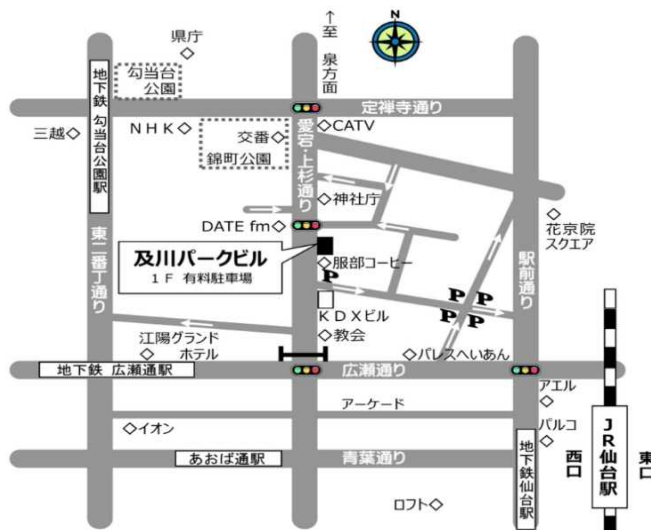 ↑至 泉方面
N
県庁
勾当台
公園
地下鉄 勾当台公園駅
定禅寺通り
三越◇
NHK◇
交番◇
錦町公園
◇CATV
愛宕・上杉通り
◇神社庁
DATE fm◇
花京院
スクエア
及川パークビル
1F 有料駐車場
◇服部コーヒー
東二番丁通り
駅前通り
P
P P
P P
KDXビル
◇教会
江陽グランド
ホテル
◇パレスへいあん
地下鉄 広瀬通駅
広瀬通り
アエル
アーケード
パルコ
◇イオン
あおば通駅
青葉通り
地下鉄仙台駅
西口
JR仙台駅
東口
ロフト◇